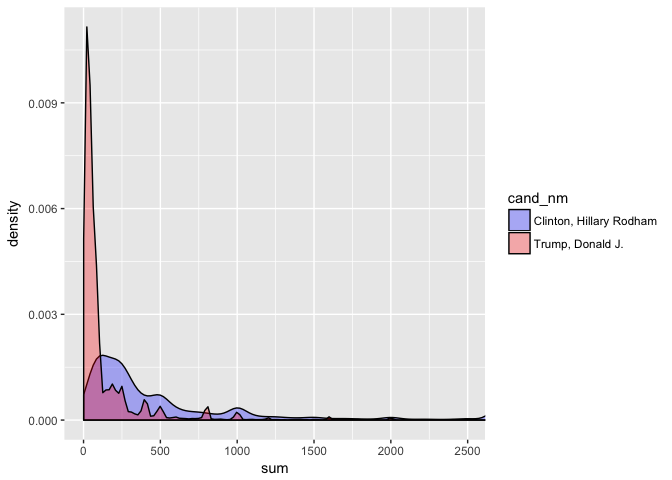 0.009
0.006
0.003
0.000
density
0 500 1000 1500 2000 2500
sum
cand_nm
Clinton, Hillary Rodham
Trump, Donald J.